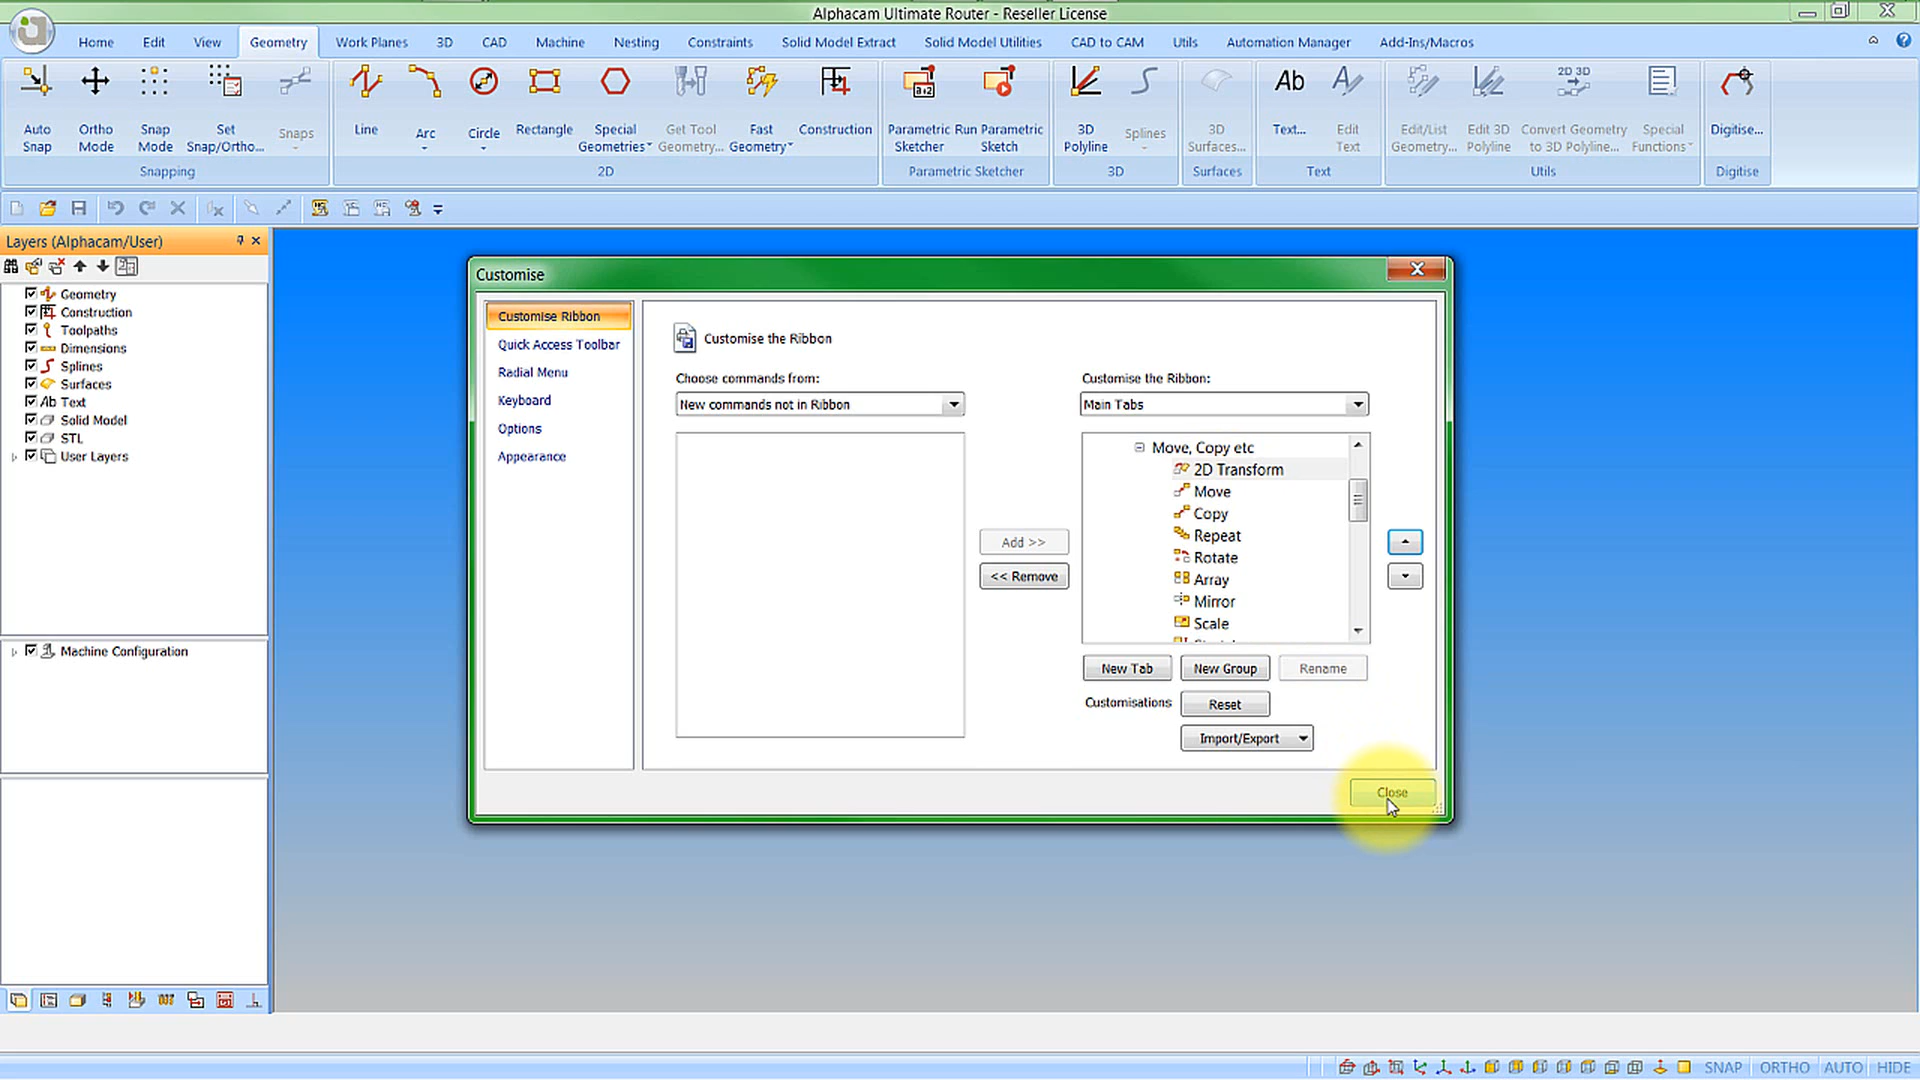 Alphacam Ultimate Router - Reseller License
Home Edit View Geometry Work Planes 3D CAD Machine Nesting Constraints Solid Model Extract Solid Model Utilities CAD to CAM Utils Automation Manager Add-Ins/Macros
Auto Snap
Ortho Mode
Snap Mode
Set Snap/Ortho...
Snaps
Line
Arc
Circle
Rectangle
Special Geometries
Get Tool Geometry...
Fast Geometry
Construction
Parametric Sketcher
Run Parametric Sketch
3D Polyline
Splines
3D Surfaces...
Ab
Text...
Edit Text
Edit/List Geometry...
Edit 3D Polyline
2D 3D
Convert Geometry to 3D Polyline...
Special Functions
Digitise...
Snapping 2D Parametric Sketcher 3D Surfaces Text Utils Digitise
Layers (Alphacam/User)
Geometry
Construction
Toolpaths
Dimensions
Splines
Surfaces
Ab Text
Solid Model
STL
User Layers
Machine Configuration
Customise
Customise Ribbon
Quick Access Toolbar
Radial Menu
Keyboard
Options
Appearance
Customise the Ribbon
Choose commands from:
New commands not in Ribbon
Add >>
<< Remove
Customise the Ribbon:
Main Tabs
Move, Copy etc
2D Transform
Move
Copy
Repeat
Rotate
Array
Mirror
Scale
New Tab New Group Rename
Customisations Reset
Import/Export
Close
SNAP ORTHO AUTO HIDE